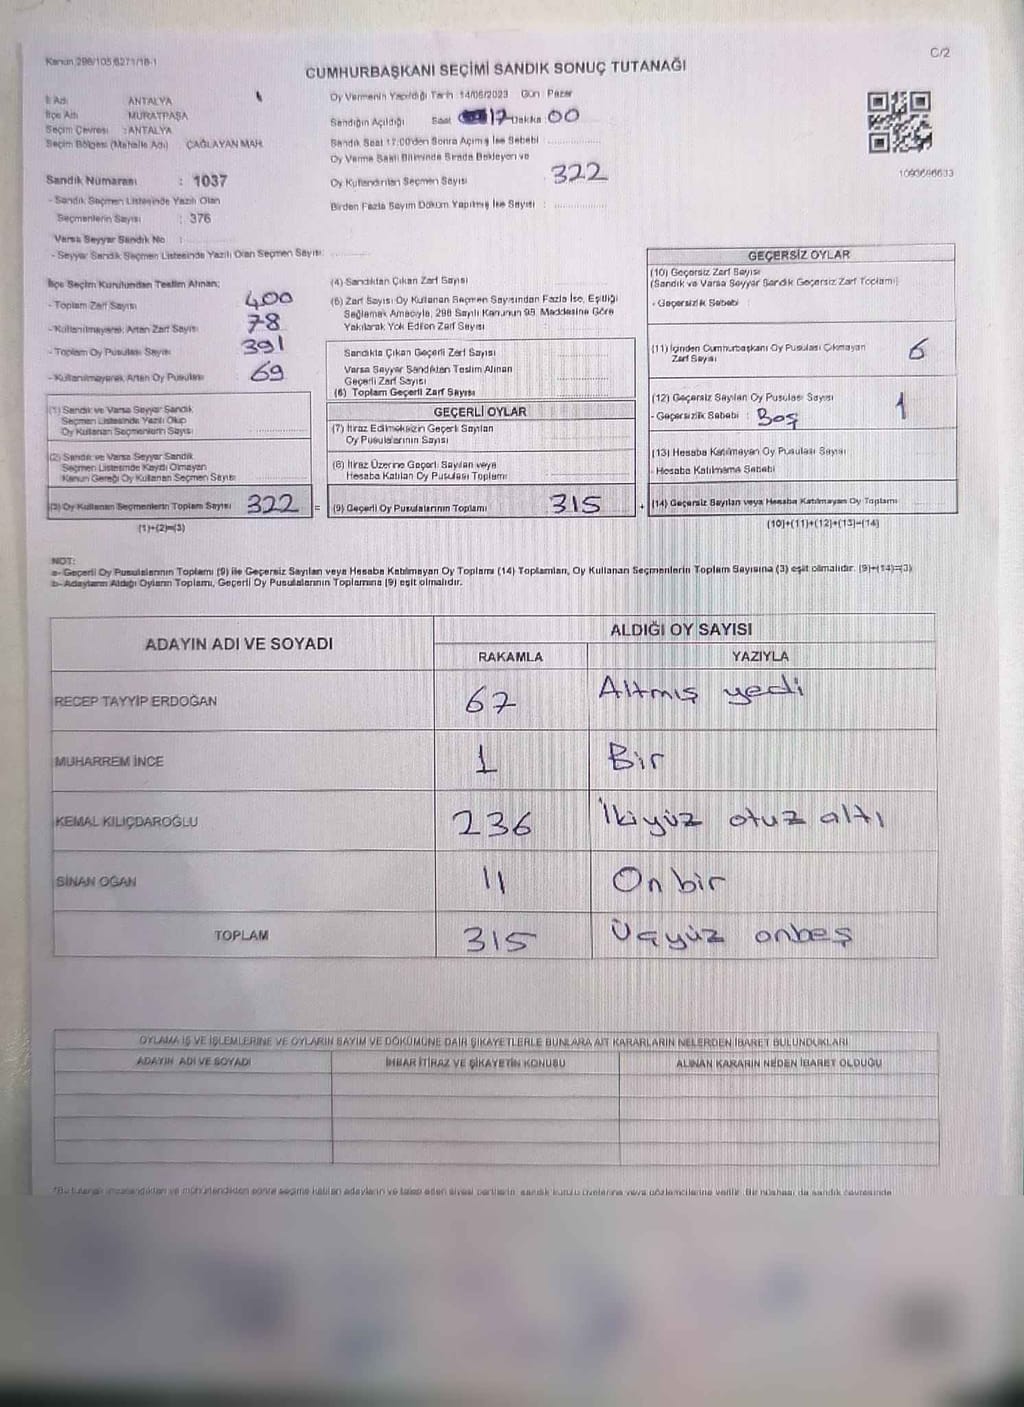 Kanun 298/105,6271/18-1
C/2
CUMHURBAŞKANI SEÇİMİ SANDIK SONUÇ TUTANAĞI
İl Adı ANTALYA
İlçe Adı MURATPAŞA
Seçim Çevresi : ANTALYA
Seçim Bölgesi (Mahalle Adı) ÇAĞLAYAN MAH.
Sandık Numarası : 1037
- Sandık Seçmen Listesinde Yazılı Olan
Seçmenlerin Sayısı : 376
Varsa Seyyar Sandık No :
- Seyyar Sandık Seçmen Listesinde Yazılı Olan Seçmen Sayısı:
Oy Vermenin Yapıldığı Tarih :14/05/2023 Gün : Pazar
Sandığın Açıldığı Saat 17 Dakika 00
Sandık Saat 17:00'den Sonra Açılmış İse Sebebi
Oy Verme Saati Bitiminde Sırada Bekleyen ve
Oy Kullandırılan Seçmen Sayısı 322
Birden Fazla Sayım Döküm Yapılmış İse Sayısı :
1093696633
İlçe Seçim Kurulundan Teslim Alınan;
- Toplam Zarf Sayısı 400
- Kullanılmayarak Artan Zarf Sayısı 78
- Toplam Oy Pusulası Sayısı 391
- Kullanılmayarak Artan Oy Pusulası 69
(1) Sandık ve Varsa Seyyar Sandık
Seçmen Listesinde Yazılı Olup
Oy Kullanan Seçmenlerin Sayısı
(2) Sandık ve Varsa Seyyar Sandık
Seçmen Listesinde Kaydı Olmayan
Kanun Gereği Oy Kullanan Seçmen Sayısı
(3) Oy Kullanan Seçmenlerin Toplam Sayısı 322 =
(1)+(2)=(3)
(4) Sandıktan Çıkan Zarf Sayısı
(5) Zarf Sayısı Oy Kullanan Seçmen Sayısından Fazla İse, Eşitliği
Sağlamak Amacıyla, 298 Sayılı Kanunun 98. Maddesine Göre
Yakılarak Yok Edilen Zarf Sayısı
Sandıkta Çıkan Geçerli Zarf Sayısı
Varsa Seyyar Sandıktan Teslim Alınan
Geçerli Zarf Sayısı
(6) Toplam Geçerli Zarf Sayısı
GEÇERLİ OYLAR
(7) İtiraz Edilmeksizin Geçerli Sayılan
Oy Pusulalarının Sayısı
(8) İtiraz Üzerine Geçerli Sayılan veya
Hesaba Katılan Oy Pusulası Toplamı
(9) Geçerli Oy Pusulalarının Toplamı 315 +
GEÇERSİZ OYLAR
(10) Geçersiz Zarf Sayısı
(Sandık ve Varsa Seyyar Sandık Geçersiz Zarf Toplamı)
- Geçersizlik Sebebi :
(11) İçinden Cumhurbaşkanı Oy Pusulası Çıkmayan
Zarf Sayısı 6
(12) Geçersiz Sayılan Oy Pusulası Sayısı 1
- Geçersizlik Sebebi : Boş
(13) Hesaba Katılmayan Oy Pusulası Sayısı
- Hesaba Katılmama Sebebi
(14) Geçersiz Sayılan veya Hesaba Katılmayan Oy Toplamı
(10)+(11)+(12)+(13)=(14)
NOT:
a- Geçerli Oy Pusulalarının Toplamı (9) ile Geçersiz Sayılan veya Hesaba Katılmayan Oy Toplamı (14) Toplamları, Oy Kullanan Seçmenlerin Toplam Sayısına (3) eşit olmalıdır. (9)+(14)=(3)
b- Adayların Aldığı Oyların Toplamı, Geçerli Oy Pusulalarının Toplamına (9) eşit olmalıdır.
ADAYIN ADI VE SOYADI ALDIĞI OY SAYISI
RAKAMLA YAZIYLA
RECEP TAYYİP ERDOĞAN 67 Altmış yedi
MUHARREM İNCE 1 Bir
KEMAL KILIÇDAROĞLU 236 İkiyüz otuz altı
SİNAN OĞAN 11 On bir
TOPLAM 315 Üçyüz onbeş
OYLAMA İŞ VE İŞLEMLERİNE VE OYLARIN SAYIM VE DÖKÜMÜNE DAİR ŞİKAYETLERLE BUNLARA AİT KARARLARIN NELERDEN İBARET BULUNDUKLARI
ADAYIN ADI VE SOYADI İHBAR İTİRAZ VE ŞİKAYETİN KONUSU ALINAN KARARIN NEDEN İBARET OLDUĞU
*Bu tutanak imzalandıktan ve mühürlendikten sonra seçime katılan adayların ve talep eden siyasi partilerin, sandık kurulu üyelerine veya gözlemcilerine verilir. Bir nüshası da sandık çevresinde